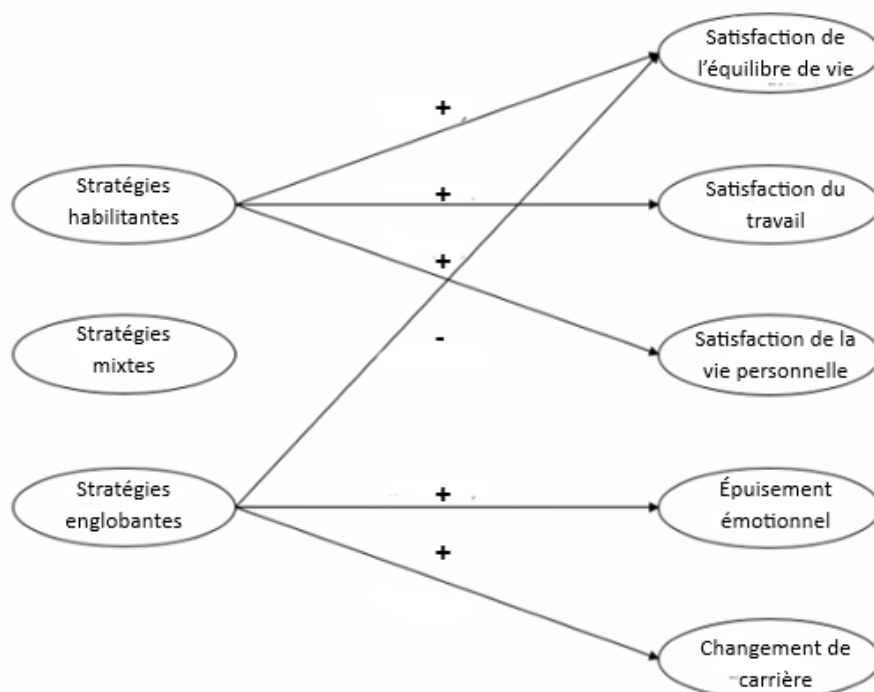 Satisfaction de
l'équilibre de vie
+
Stratégies
habilitantes
+
Satisfaction du
travail
+
Stratégies
mixtes
-
Satisfaction de la
vie personnelle
Stratégies
englobantes
+
Épuisement
émotionnel
+
Changement de
carrière